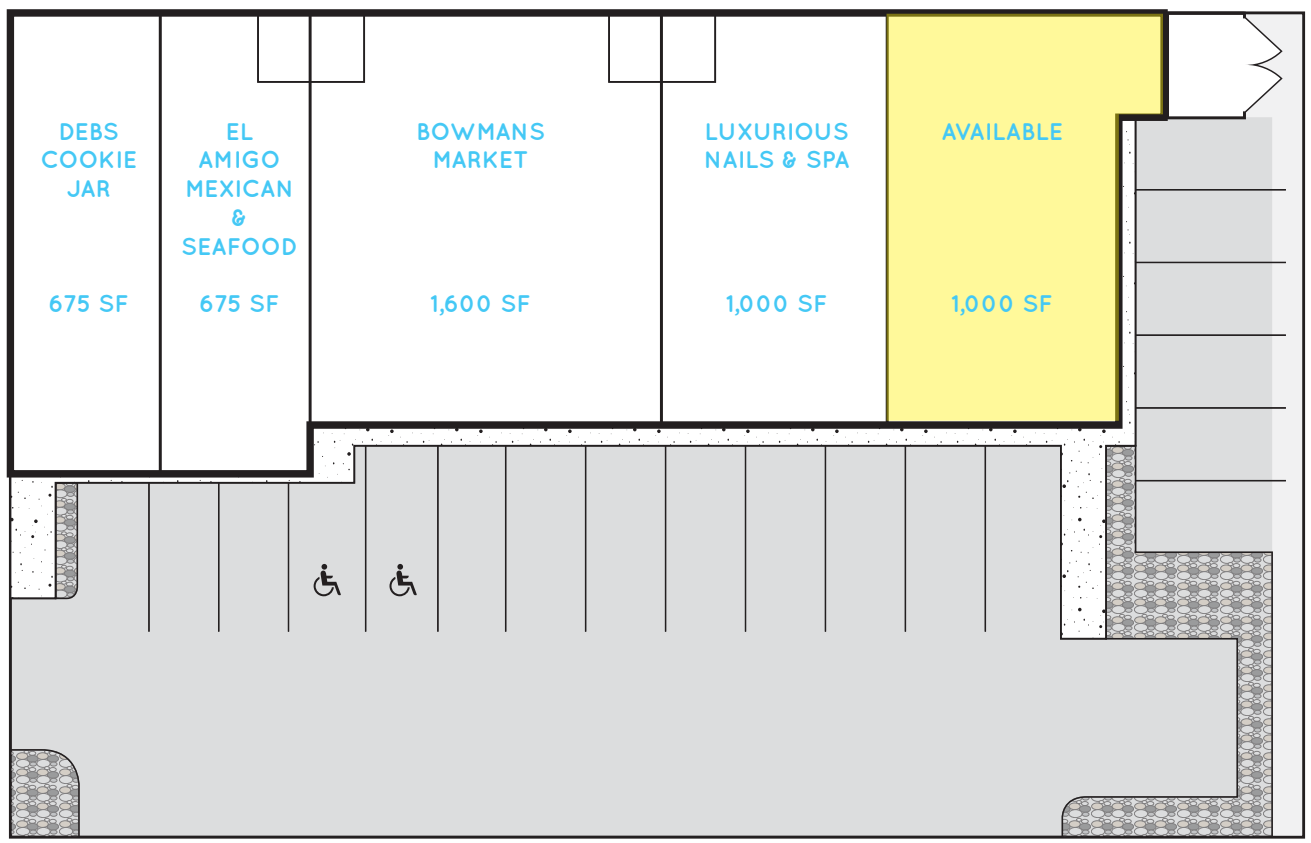 DEBS
COOKIE
JAR
675 SF
EL
AMIGO
MEXICAN
&
SEAFOOD
675 SF
BOWMANS
MARKET
1,600 SF
LUXURIOUS
NAILS & SPA
1,000 SF
AVAILABLE
1,000 SF